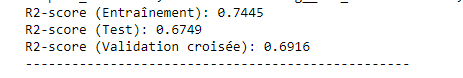 R2-score (Entraînement): 0.7445
R2-score (Test): 0.6749
R2-score (Validation croisée): 0.6916
--------------------------------------------------